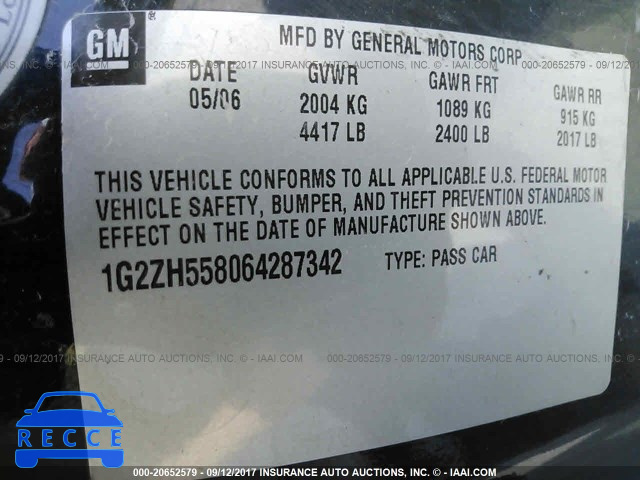 000-20652579 - 09/12/2017 INSURANCE AUTO AUCTIONS, INC. © - IAAI.COM
GM ®
MFD BY GENERAL MOTORS CORP
DATE GVWR GAWR FRT GAWR RR
05/06 2004 KG 1089 KG 915 KG
4417 LB 2400 LB 2017 LB
THIS VEHICLE CONFORMS TO ALL APPLICABLE U.S. FEDERAL MOTOR
VEHICLE SAFETY, BUMPER, AND THEFT PREVENTION STANDARDS IN
EFFECT ON THE DATE OF MANUFACTURE SHOWN ABOVE.
1G2ZH558064287342 TYPE: PASS CAR
RECCE
000-20652579 - 09/12/2017 INSURANCE AUTO AUCTIONS, INC. © - IAAI.COM